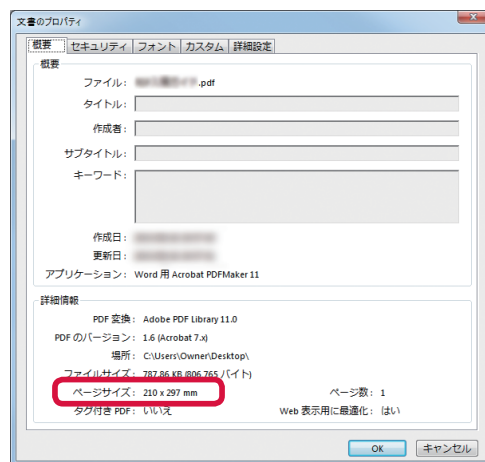 文書のプロパティ
概要 セキュリティ フォント カスタム 詳細設定
概要
ファイル: .pdf
タイトル:
作成者:
サブタイトル:
キーワード:
作成日:
更新日:
アプリケーション: Word 用 Acrobat PDFMaker 11
詳細情報
PDF 変換: Adobe PDF Library 11.0
PDF のバージョン: 1.6 (Acrobat 7.x)
場所: C:\Users\Owner\Desktop\
ファイルサイズ: 787.86 KB (806,765 バイト)
ページサイズ: 210 x 297 mm ページ数: 1
タグ付き PDF: いいえ Web 表示用に最適化: はい
OK キャンセル